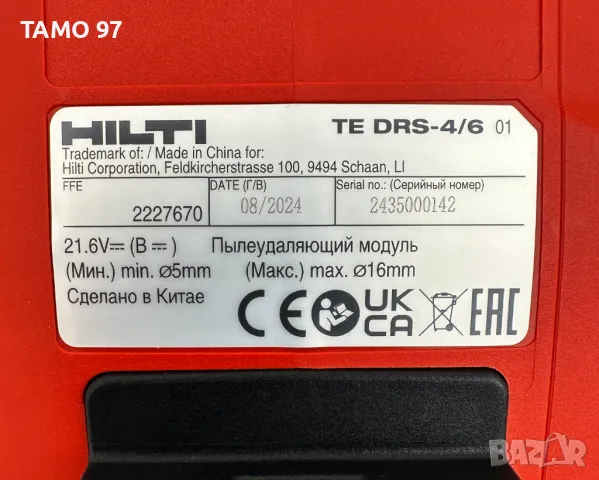 TAMO 97
HILTI
TE DRS-4/6 01
Trademark of: / Made in China for:
Hilti Corporation, Feldkircherstrasse 100, 9494 Schaan, LI
FFE
DATE (Г/В)
Serial no.: (Серийный номер)
2227670
08/2024
2435000142
21.6V⎓ (В⎓) Пылеудаляющий модуль
(Мин.) min. ø5mm (Макс.) max. Ø16mm
Сделано в Китае
CE UK CA EAC
BAZAR